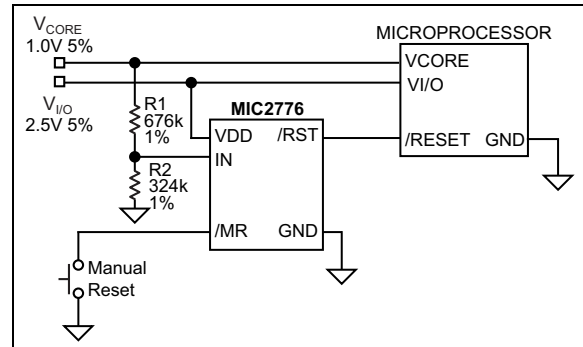 VCORE
1.0V 5%
VI/O
2.5V 5%
R1
676k
1%
R2
324k
1%
MIC2776
VDD
/RST
IN
/MR
GND
Manual
Reset
MICROPROCESSOR
VCORE
VI/O
/RESET
GND